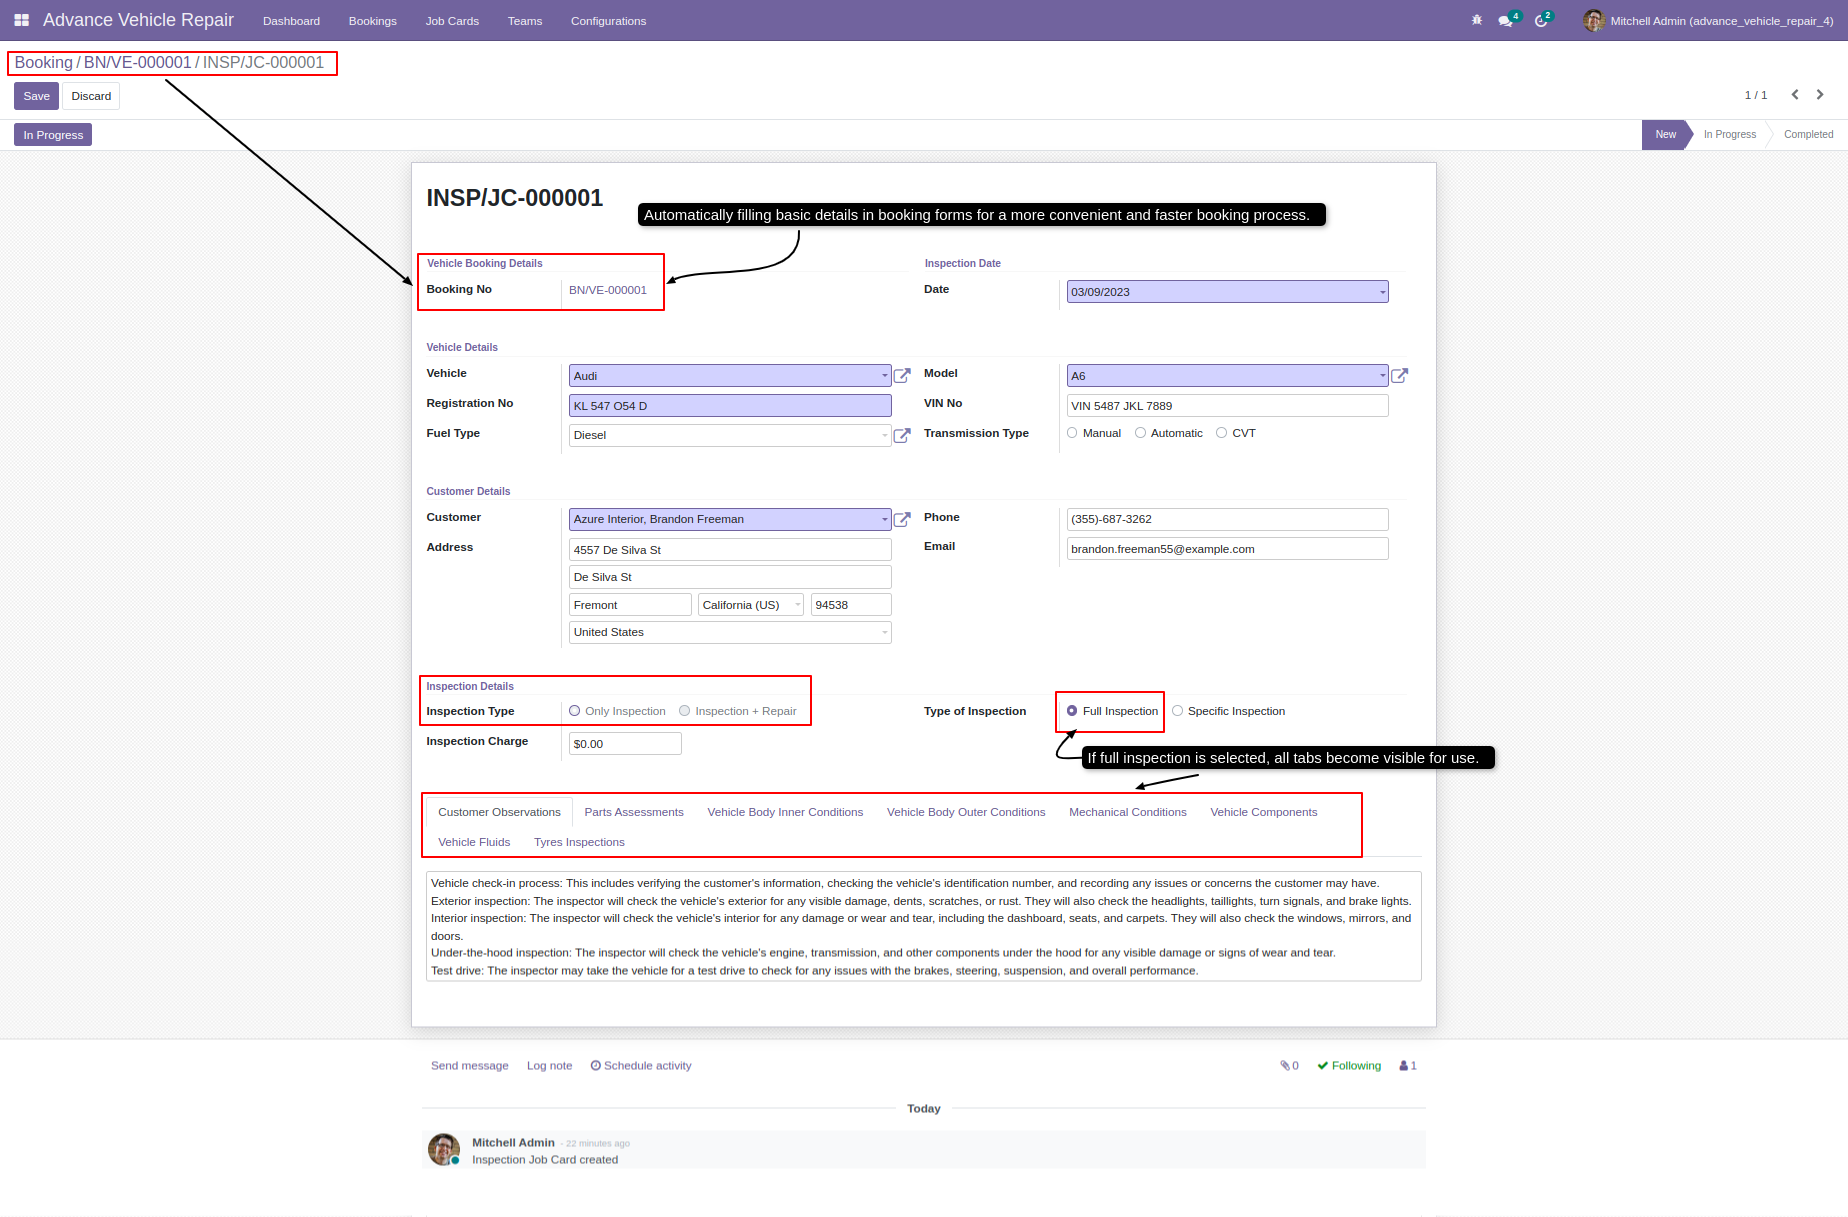 Advance Vehicle Repair Dashboard Bookings Job Cards Teams Configurations 4 2 Mitchell Admin (advance_vehicle_repair_4)
Booking / BN/VE-000001 / INSP/JC-000001
Save Discard 1 / 1
In Progress New In Progress Completed
INSP/JC-000001
Automatically filling basic details in booking forms for a more convenient and faster booking process.
Vehicle Booking Details Inspection Date
Booking No BN/VE-000001 Date 03/09/2023
Vehicle Details
Vehicle Audi Model A6
Registration No KL 547 O54 D VIN No VIN 5487 JKL 7889
Fuel Type Diesel Transmission Type Manual Automatic CVT
Customer Details
Customer Azure Interior, Brandon Freeman Phone (355)-687-3262
Address 4557 De Silva St Email brandon.freeman55@example.com
De Silva St
Fremont California (US) 94538
United States
Inspection Details
Inspection Type Only Inspection Inspection + Repair Type of Inspection Full Inspection Specific Inspection
Inspection Charge $0.00
If full inspection is selected, all tabs become visible for use.
Customer Observations Parts Assessments Vehicle Body Inner Conditions Vehicle Body Outer Conditions Mechanical Conditions Vehicle Components
Vehicle Fluids Tyres Inspections
Vehicle check-in process: This includes verifying the customer's information, checking the vehicle's identification number, and recording any issues or concerns the customer may have.
Exterior inspection: The inspector will check the vehicle's exterior for any visible damage, dents, scratches, or rust. They will also check the headlights, taillights, turn signals, and brake lights.
Interior inspection: The inspector will check the vehicle's interior for any damage or wear and tear, including the dashboard, seats, and carpets. They will also check the windows, mirrors, and
doors.
Under-the-hood inspection: The inspector will check the vehicle's engine, transmission, and other components under the hood for any visible damage or signs of wear and tear.
Test drive: The inspector may take the vehicle for a test drive to check for any issues with the brakes, steering, suspension, and overall performance.
Send message Log note Schedule activity 0 Following 1
Today
Mitchell Admin - 22 minutes ago
Inspection Job Card created